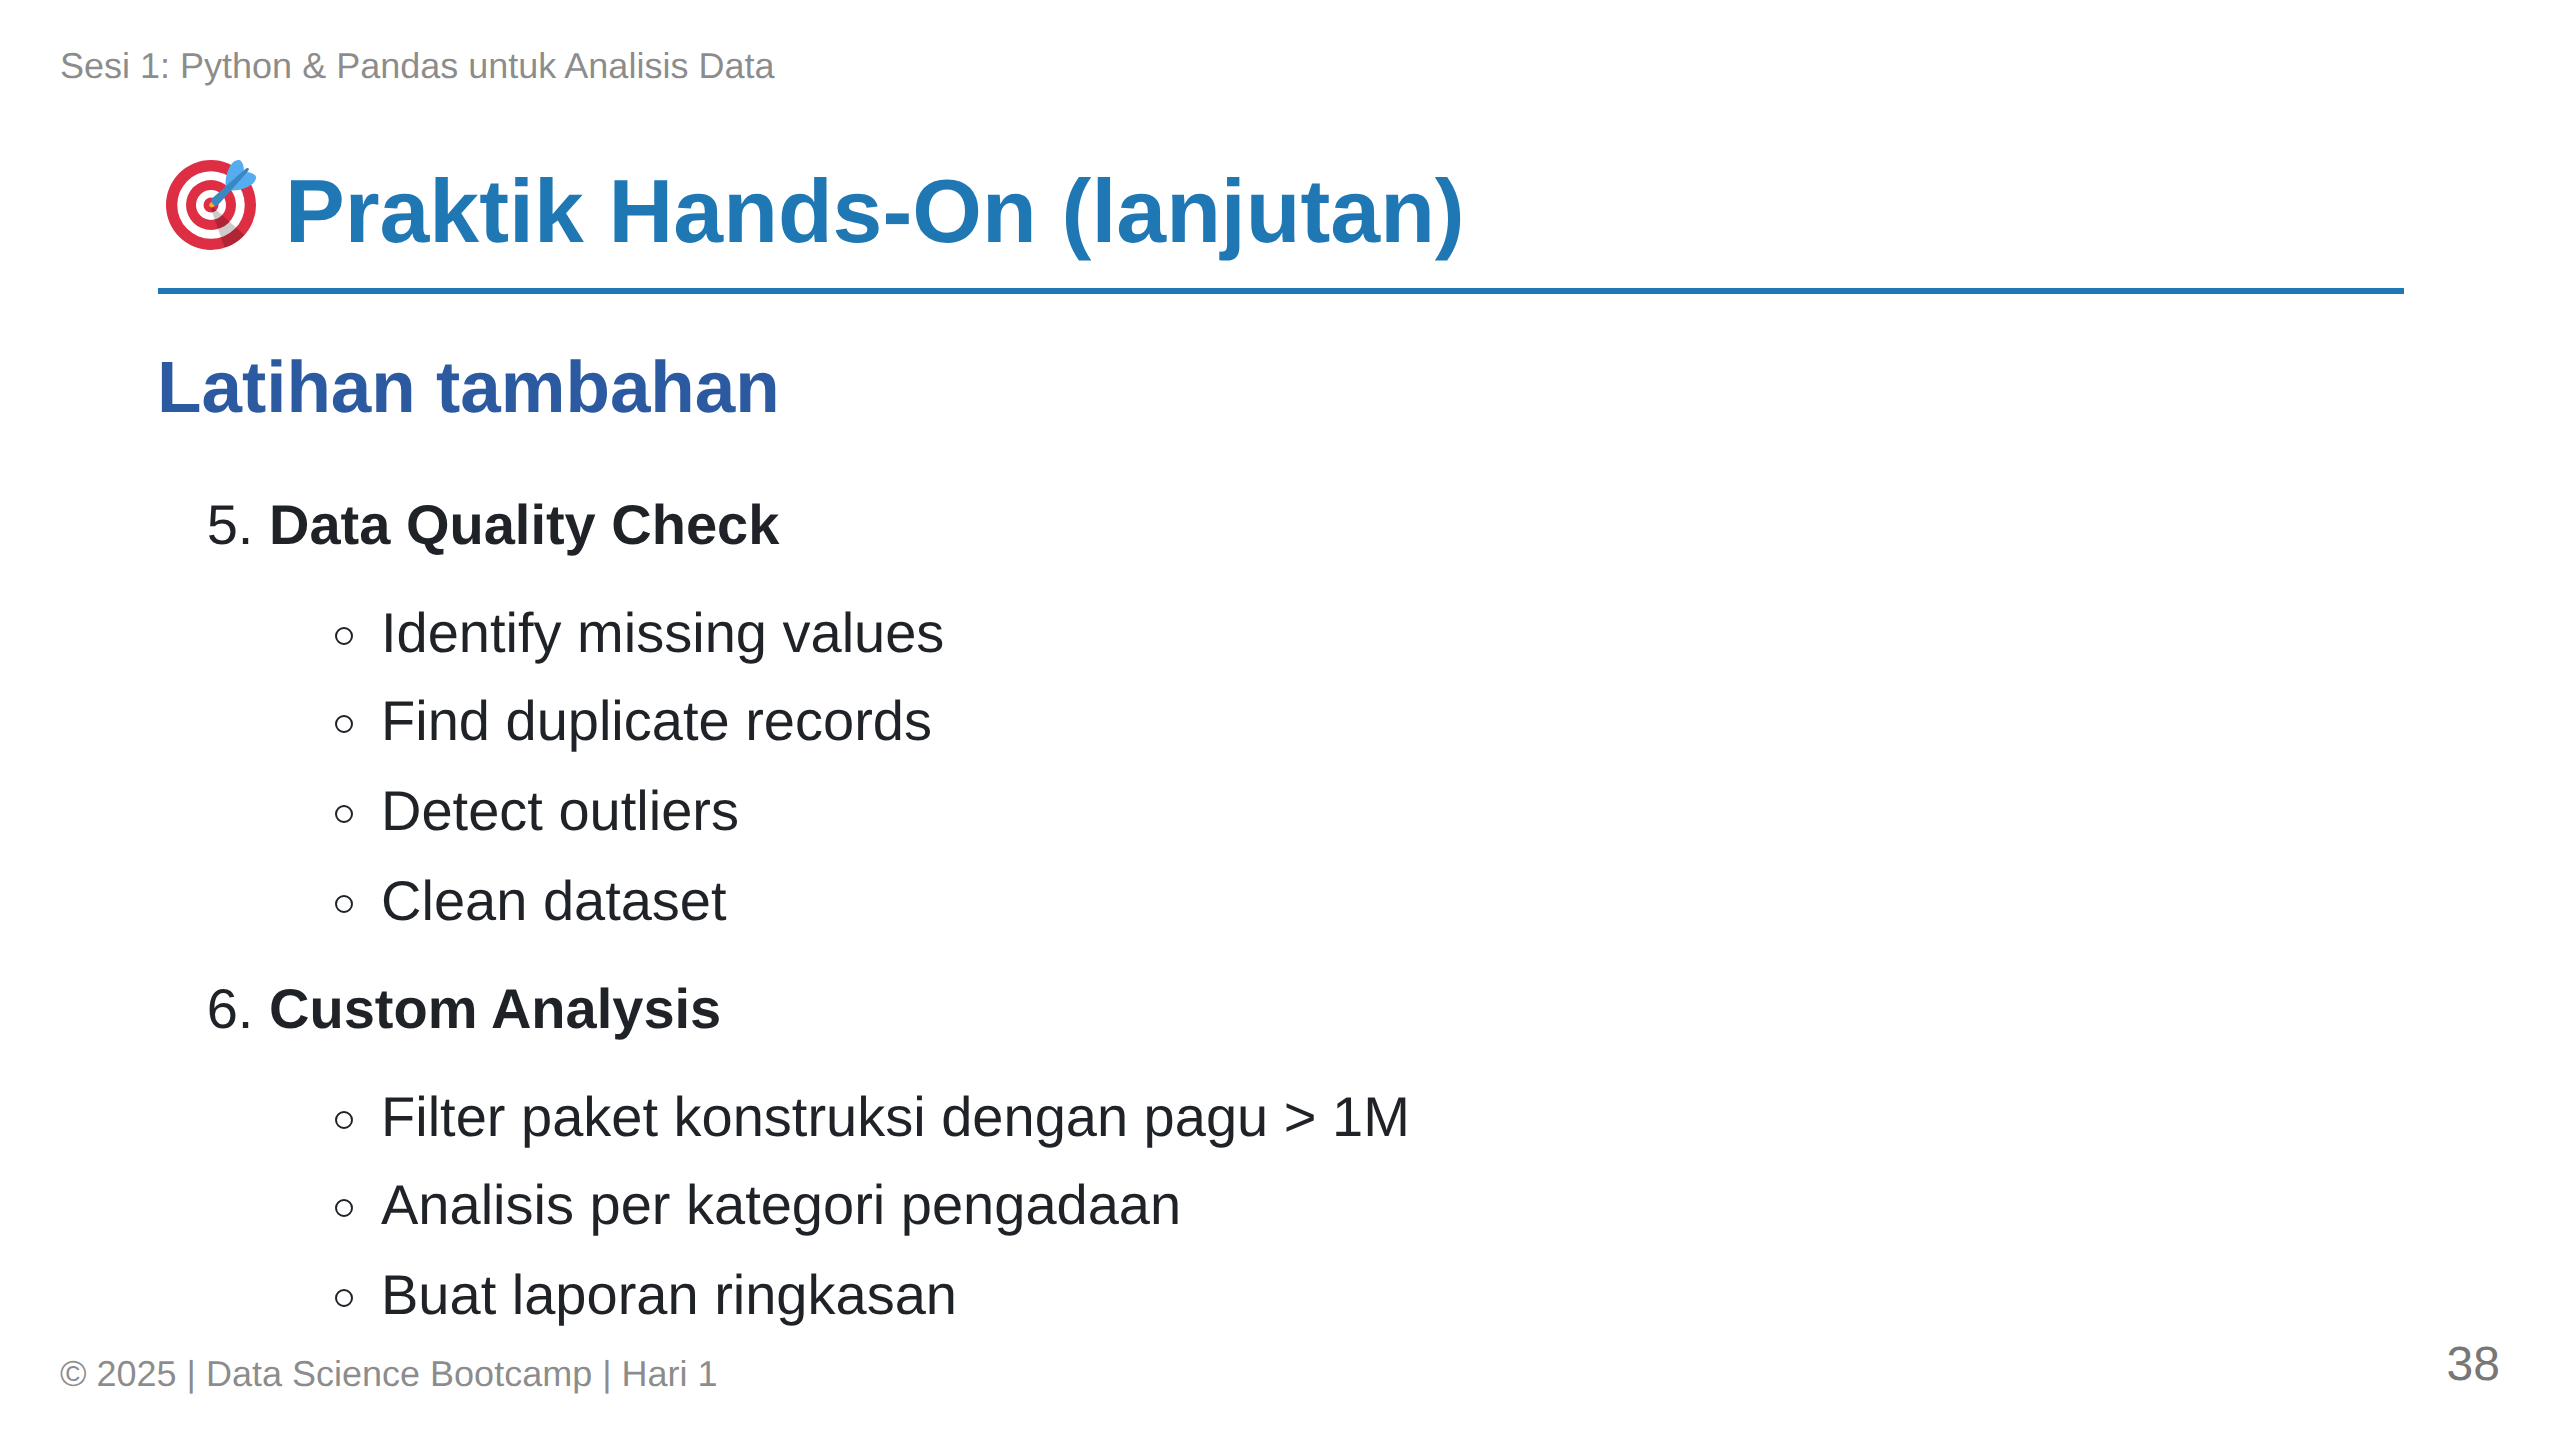 Sesi 1: Python & Pandas untuk Analisis Data
🎯 Praktik Hands-On (lanjutan)
Latihan tambahan
5. Data Quality Check
○ Identify missing values
○ Find duplicate records
○ Detect outliers
○ Clean dataset
6. Custom Analysis
○ Filter paket konstruksi dengan pagu > 1M
○ Analisis per kategori pengadaan
○ Buat laporan ringkasan
© 2025 | Data Science Bootcamp | Hari 1
38